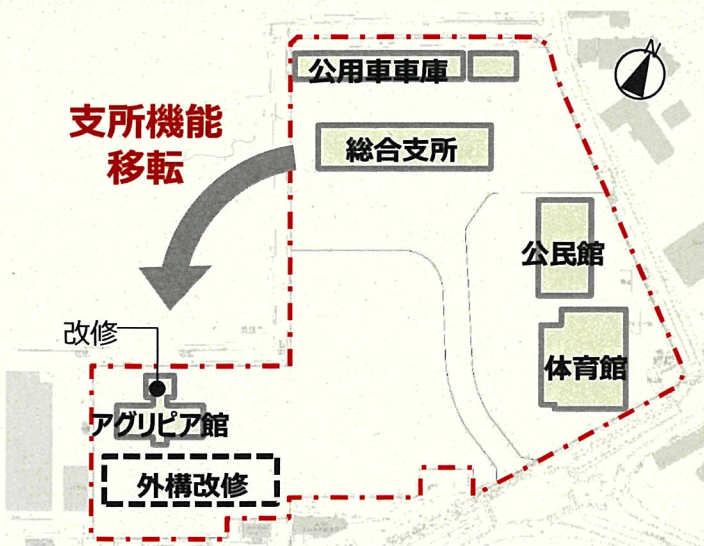 N
公用車車庫
支所機能
移転
総合支所
公民館
改修
体育館
アグリピア館
外構改修